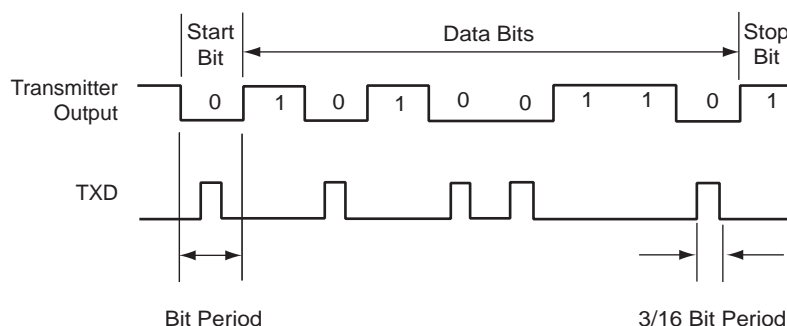 Start Bit
Data Bits
Stop Bit
Transmitter Output
0 1 0 1 0 0 1 1 0 1
TXD
Bit Period
3/16 Bit Period